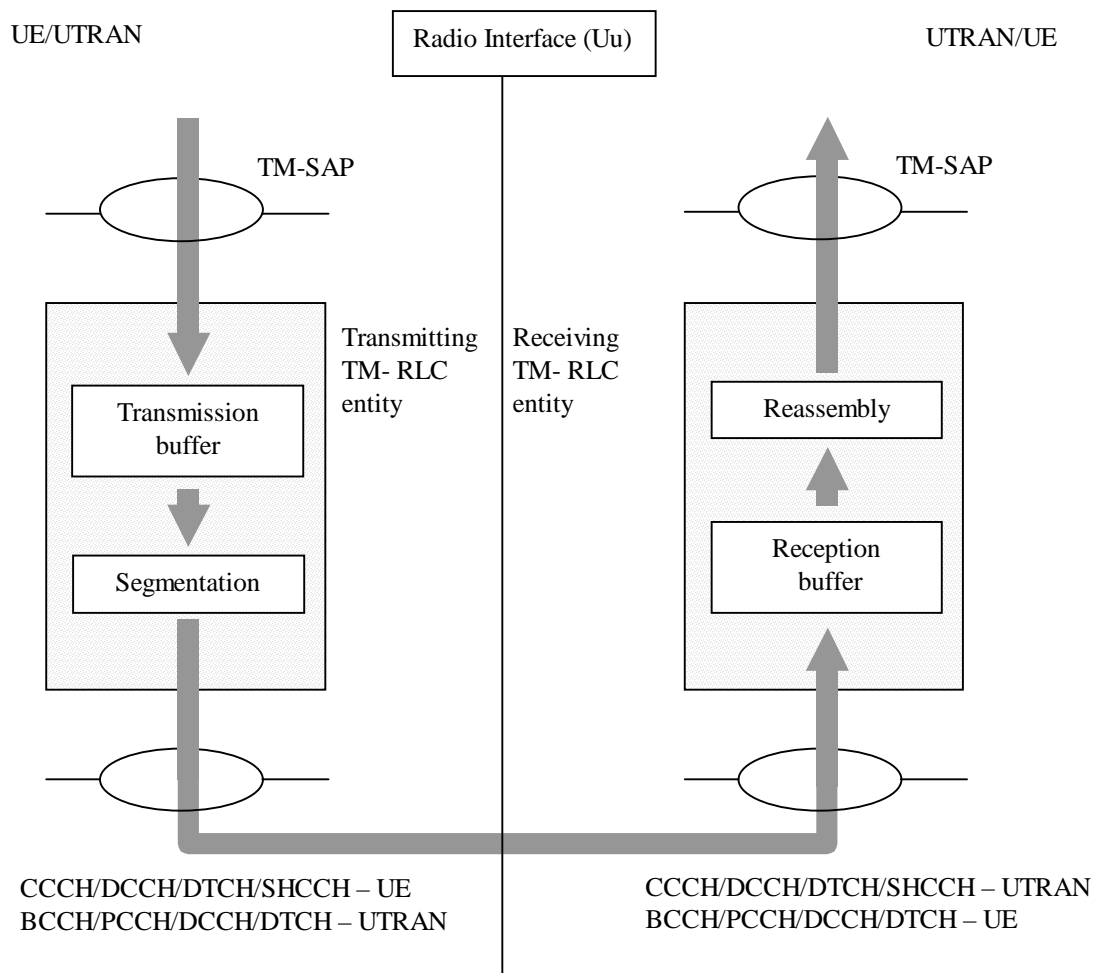 UE/UTRAN
Radio Interface (Uu)
UTRAN/UE
TM-SAP
TM-SAP
Transmitting
TM- RLC
entity
Receiving
TM- RLC
entity
Transmission
buffer
Segmentation
Reassembly
Reception
buffer
CCCH/DCCH/DTCH/SHCCH – UE
BCCH/PCCH/DCCH/DTCH – UTRAN
CCCH/DCCH/DTCH/SHCCH – UTRAN
BCCH/PCCH/DCCH/DTCH – UE